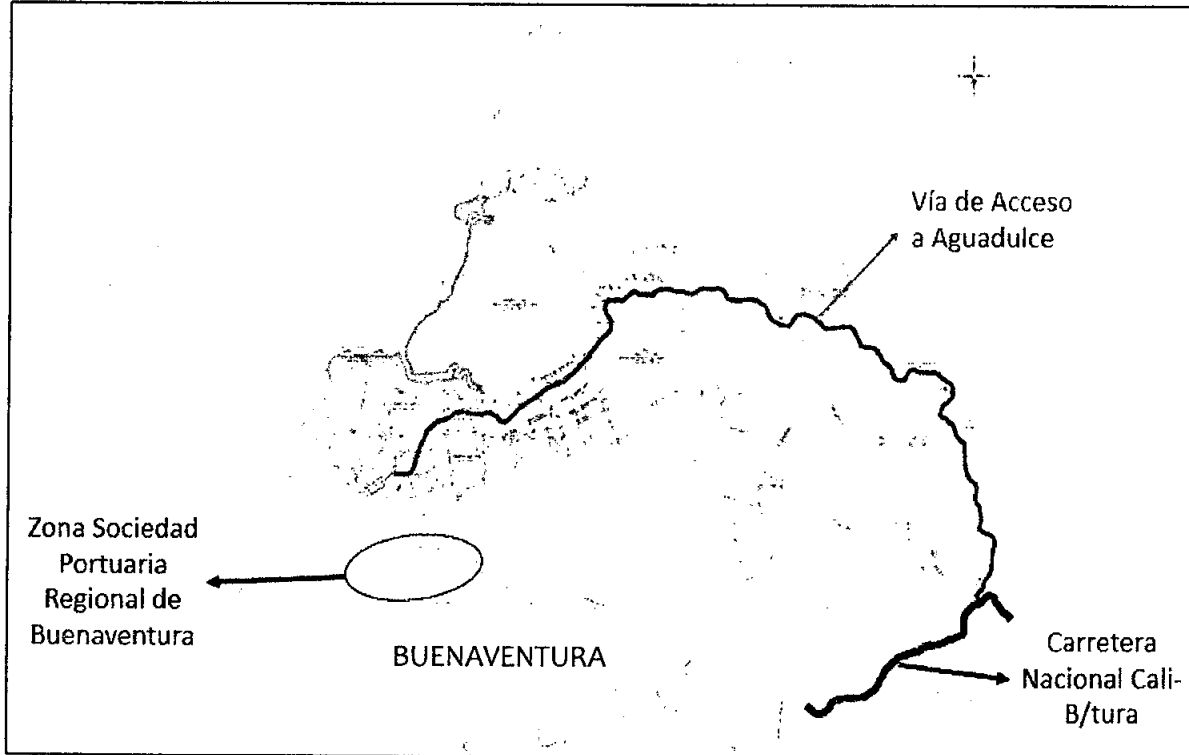 Vía de Acceso
a Aguadulce
Zona Sociedad
Portuaria
Regional de
Buenaventura
BUENAVENTURA
Carretera
Nacional Cali-
B/tura